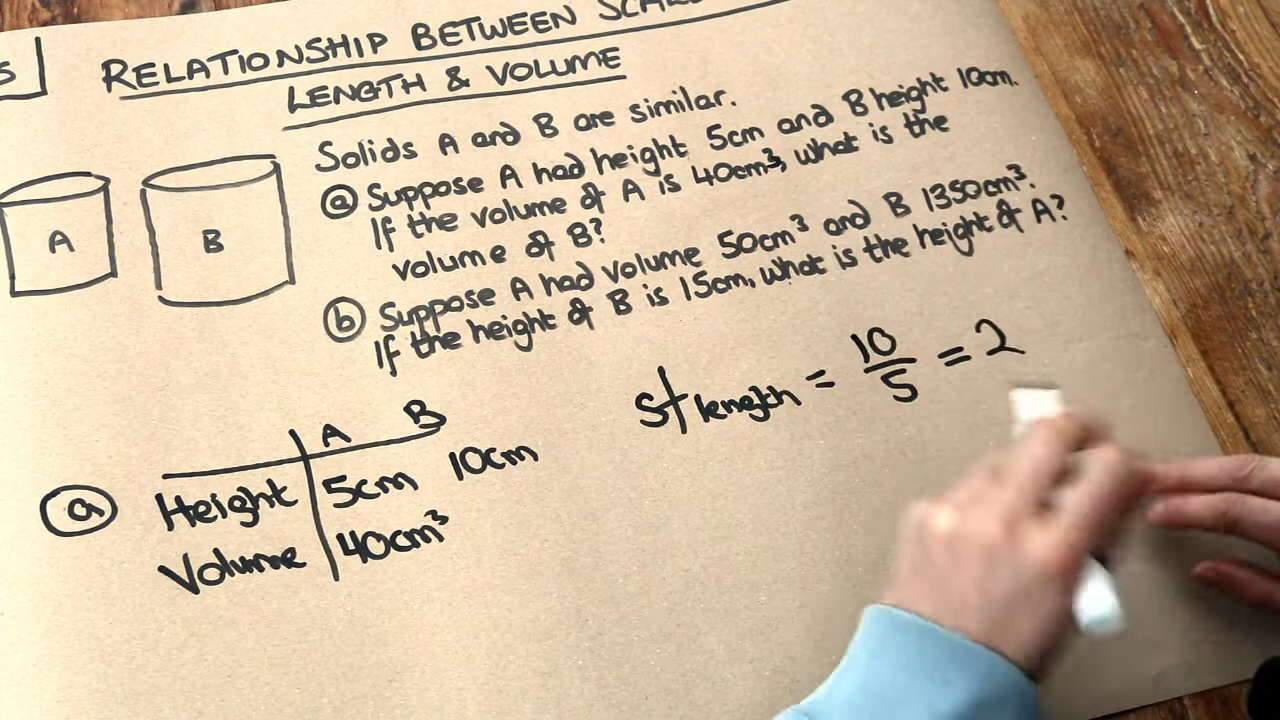 RELATIONSHIP BETWEEN
LENGTH & VOLUME
A
B
Solids A and B are similar.
a Suppose A had height 5cm and B height 10cm.
If the volume of A is 40cm³, what is the
volume of B?
b Suppose A had volume 50cm³ and B 1350cm³.
If the height of B is 15cm, what is the height of A?
sf length = 10/5 = 2
A B
a Height 5cm 10cm
Volume 40cm³